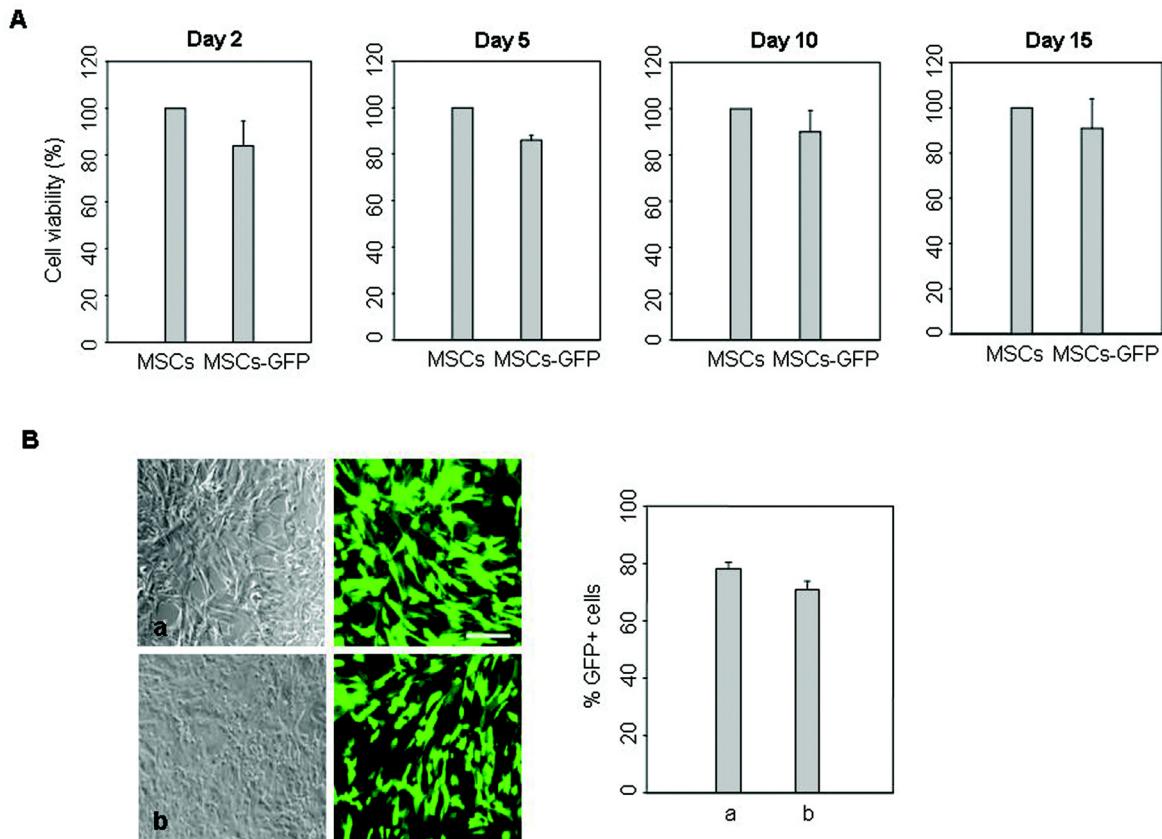 A
Day 2
Day 5
Day 10
Day 15
Cell viability (%)
0 20 40 60 80 100 120
0 20 40 60 80 100 120
0 20 40 60 80 100 120
0 20 40 60 80 100 120
MSCs MSCs-GFP
MSCs MSCs-GFP
MSCs MSCs-GFP
MSCs MSCs-GFP
B
a
b
% GFP+ cells
0 20 40 60 80 100
a b